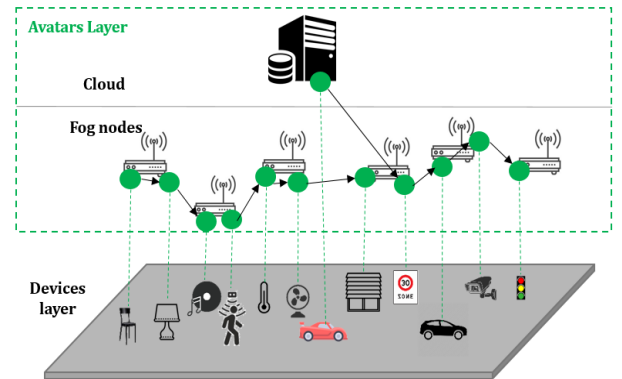 Avatars Layer
Cloud
Fog nodes
Devices
layer
30
ZONE